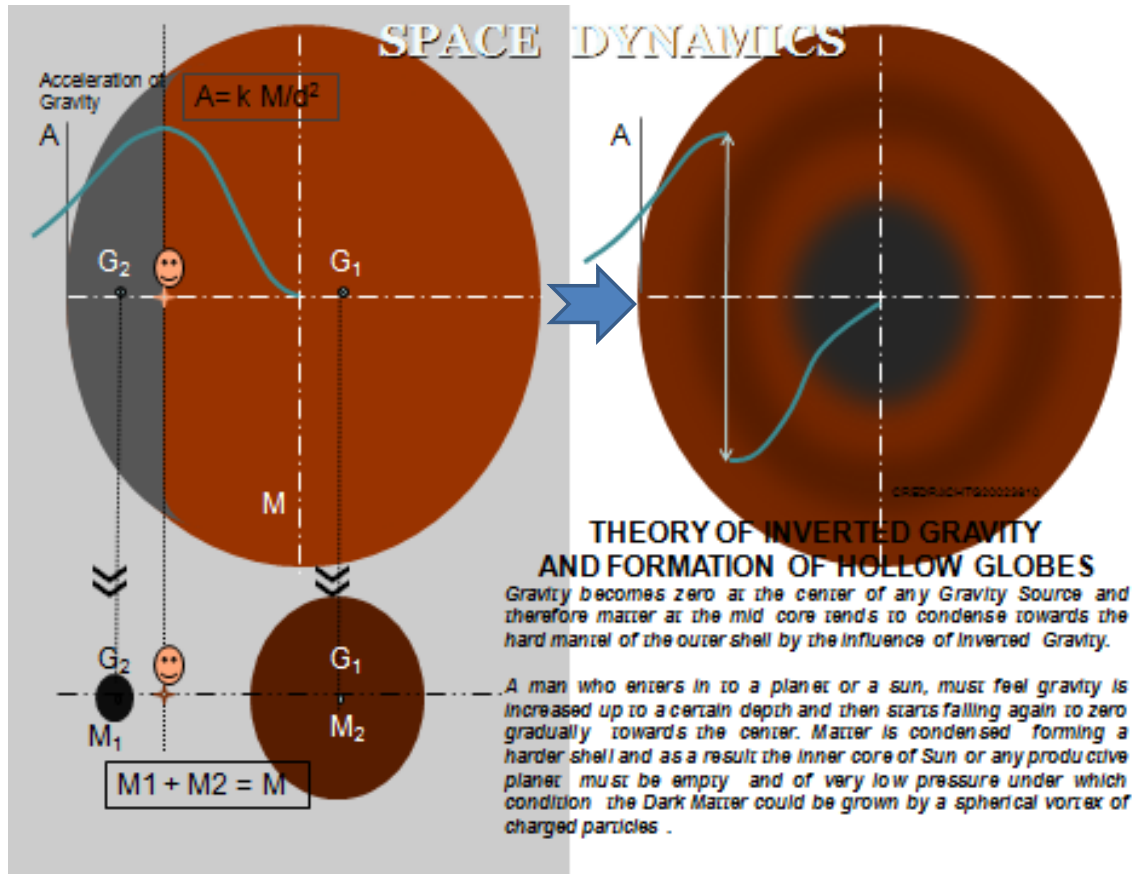 SPACE DYNAMICS
Acceleration of
Gravity
A= k M/d²
A
G₂
G₁
M
G₂
G₁
M₁
M₂
M1 + M2 = M
A
THEORY OF INVERTED GRAVITY
AND FORMATION OF HOLLOW GLOBES
Gravity becomes zero at the center of any Gravity Source and
therefore matter at the mid core tends to condense towards the
hard mantel of the outer shell by the influence of Inverted Gravity.
A man who enters in to a planet or a sun, must feel gravity is
increased up to a certain depth and then starts falling again to zero
gradually towards the center. Matter is condensed forming a
harder shell and as a result the inner core of Sun or any productive
planet must be empty and of very low pressure under which
condition the Dark Matter could be grown by a spherical vortex of
charged particles .